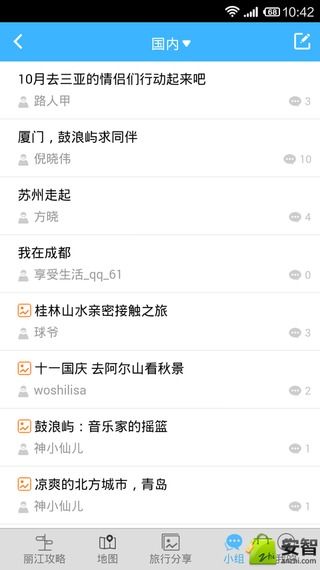 68 10:42
国内▼
10月去三亚的情侣们行动起来吧
路人甲 3
厦门，鼓浪屿求同伴
倪晓伟 10
苏州走起
方晓 4
我在成都
享受生活_qq_61 0
桂林山水亲密接触之旅
球爷 3
十一国庆 去阿尔山看秋景
woshilisa 2
鼓浪屿：音乐家的摇篮
神小仙儿 1
凉爽的北方城市，青岛
神小仙儿 1
丽江攻略 地图 旅行分享 小组
安智
anzhi.com